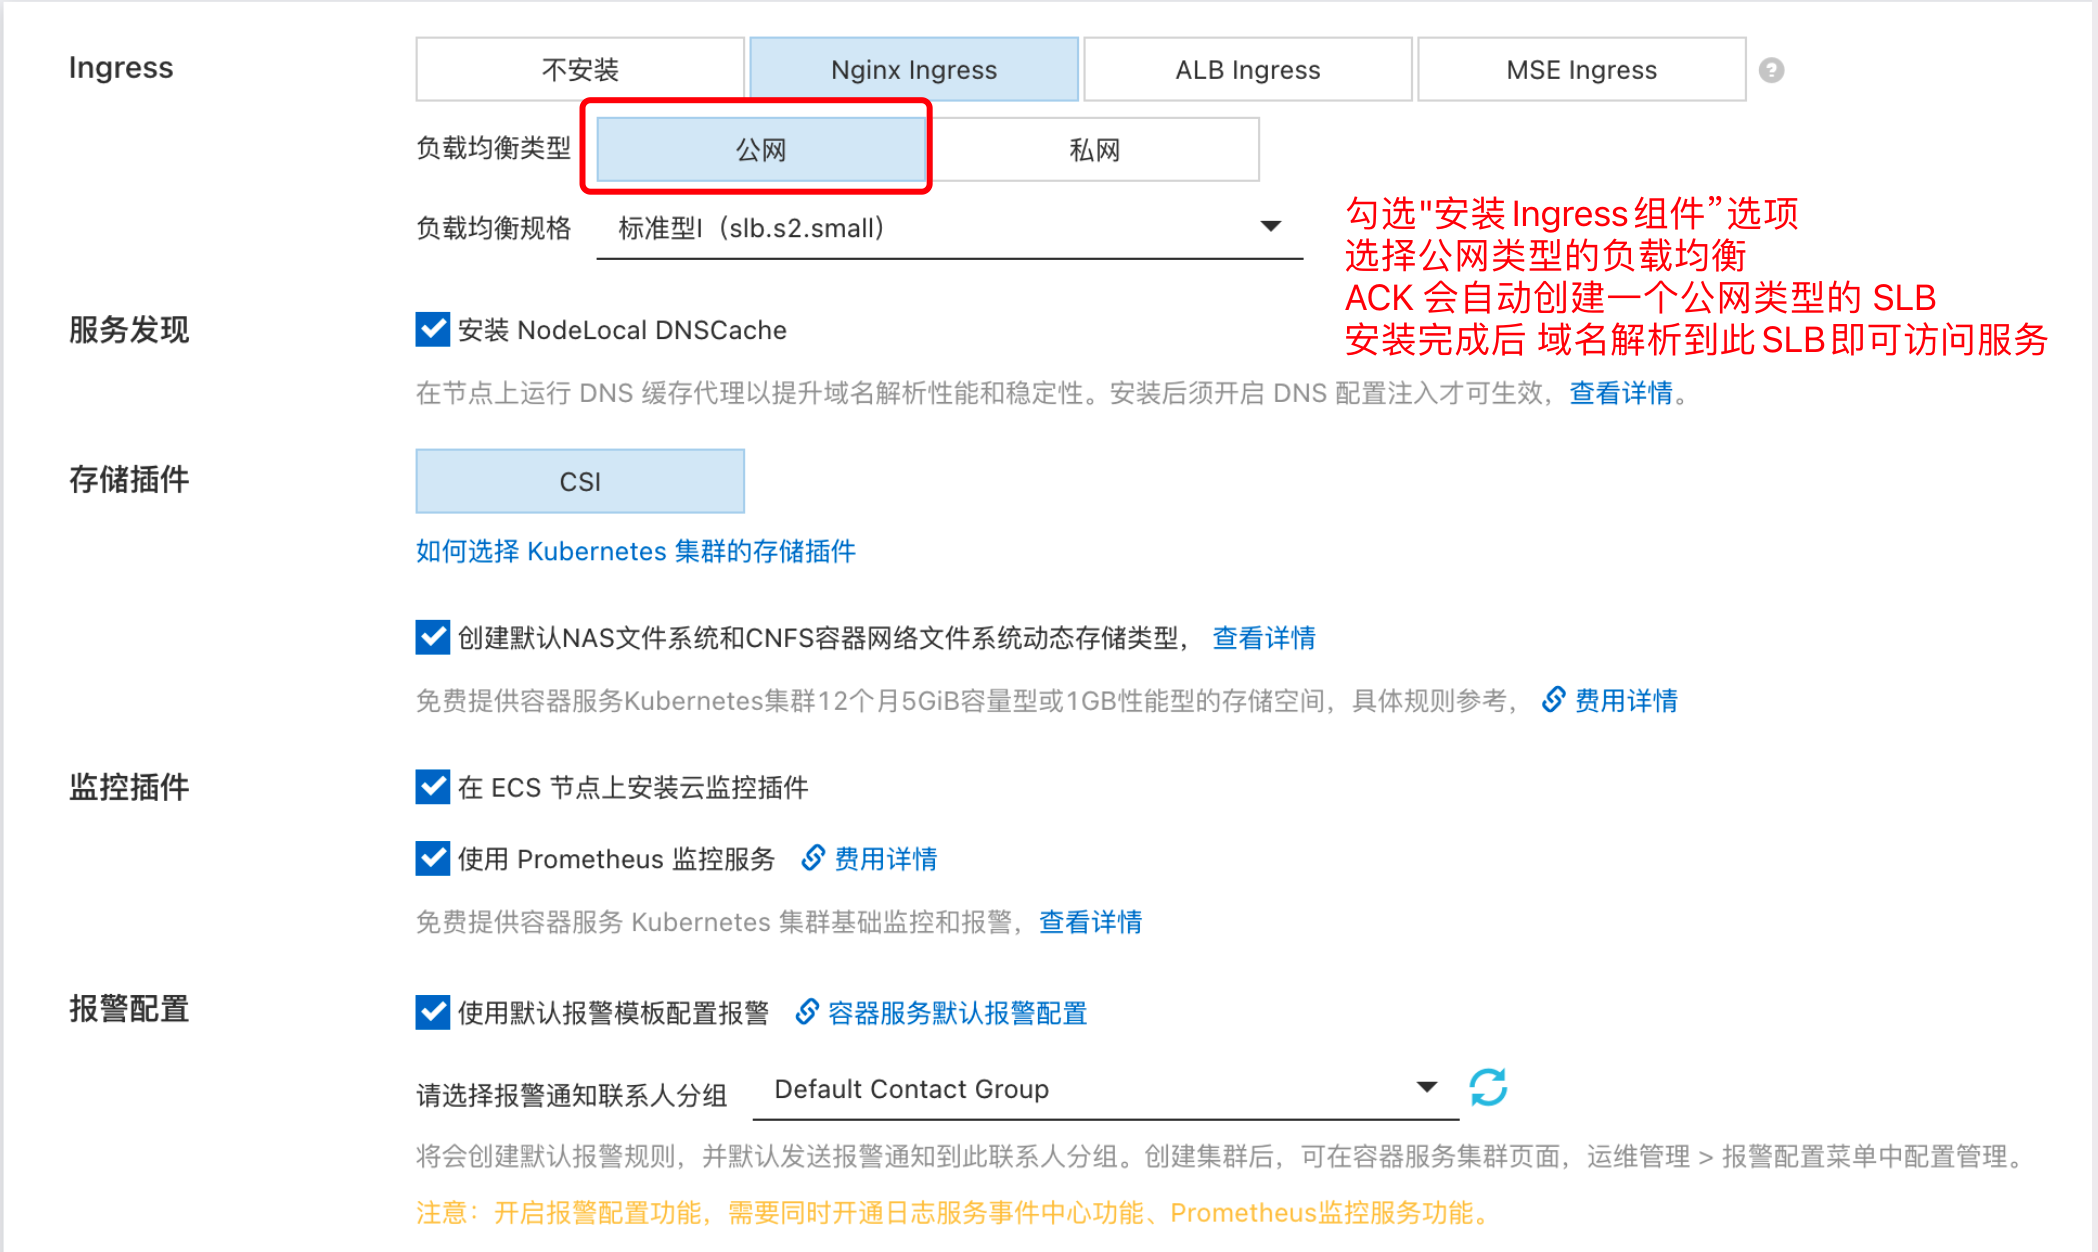 Ingress
不安装
Nginx Ingress
ALB Ingress
MSE Ingress
?
负载均衡类型
公网
私网
负载均衡规格
标准型I（slb.s2.small）
勾选"安装Ingress组件”选项
选择公网类型的负载均衡
ACK 会自动创建一个公网类型的 SLB
安装完成后 域名解析到此SLB即可访问服务
服务发现
安装 NodeLocal DNSCache
在节点上运行 DNS 缓存代理以提升域名解析性能和稳定性。安装后须开启 DNS 配置注入才可生效，查看详情。
存储插件
CSI
如何选择 Kubernetes 集群的存储插件
创建默认NAS文件系统和CNFS容器网络文件系统动态存储类型， 查看详情
免费提供容器服务Kubernetes集群12个月5GiB容量型或1GB性能型的存储空间，具体规则参考， 费用详情
监控插件
在 ECS 节点上安装云监控插件
使用 Prometheus 监控服务 费用详情
免费提供容器服务 Kubernetes 集群基础监控和报警，查看详情
报警配置
使用默认报警模板配置报警 容器服务默认报警配置
请选择报警通知联系人分组
Default Contact Group
将会创建默认报警规则，并默认发送报警通知到此联系人分组。创建集群后，可在容器服务集群页面，运维管理 > 报警配置菜单中配置管理。
注意：开启报警配置功能，需要同时开通日志服务事件中心功能、Prometheus监控服务功能。